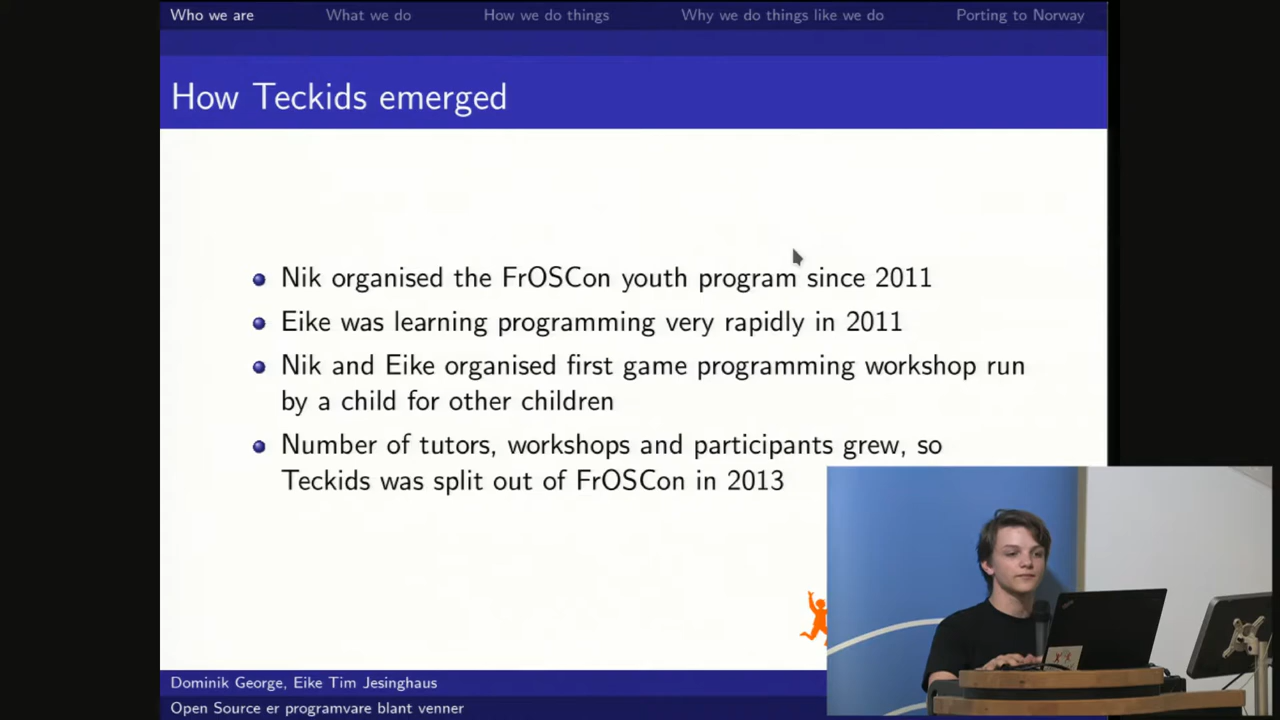 Who we are What we do How we do things Why we do things like we do Porting to Norway
How Teckids emerged
Nik organised the FrOSCon youth program since 2011
Eike was learning programming very rapidly in 2011
Nik and Eike organised first game programming workshop run
by a child for other children
Number of tutors, workshops and participants grew, so
Teckids was split out of FrOSCon in 2013
Dominik George, Eike Tim Jesinghaus
Open Source er programvare blant venner